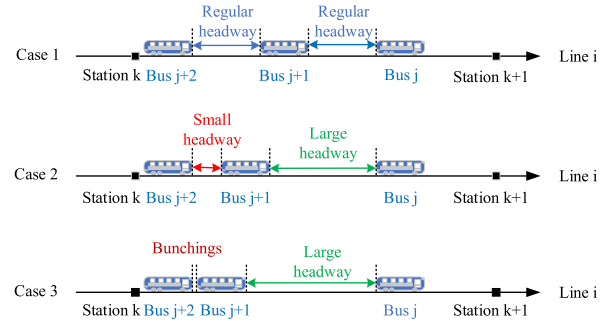 Regular Regular
headway headway
Case 1 Line i
Station k Bus j+2 Bus j+1 Bus j Station k+1
Small
headway
Large
headway
Case 2 Line i
Station k Bus j+2 Bus j+1 Bus j Station k+1
Bunchings
Large
headway
Case 3 Line i
Station k Bus j+2 Bus j+1 Bus j Station k+1